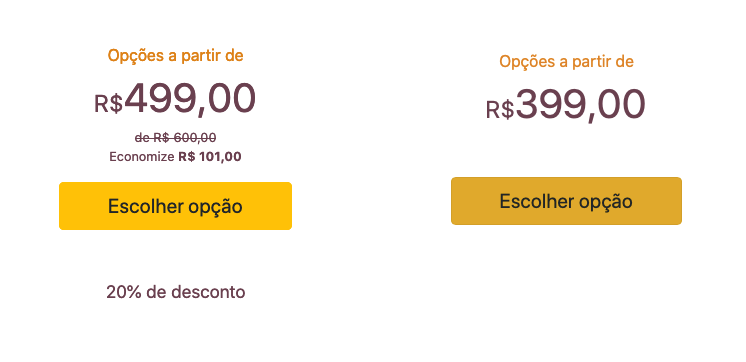 Opções a partir de
R$499,00
de R$ 600,00
Economize R$ 101,00
Escolher opção
20% de desconto
Opções a partir de
R$399,00
Escolher opção